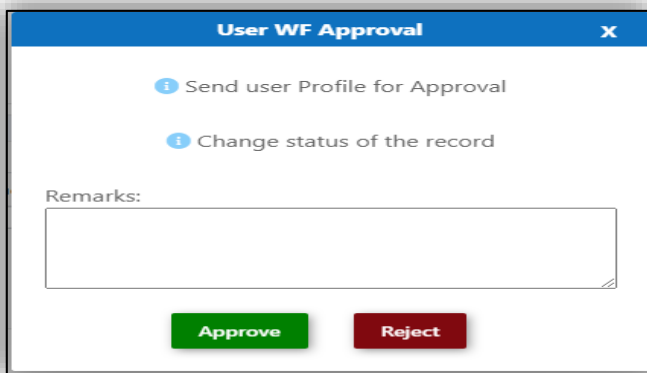 User WF Approval X
Send user Profile for Approval
Change status of the record
Remarks:
Approve Reject